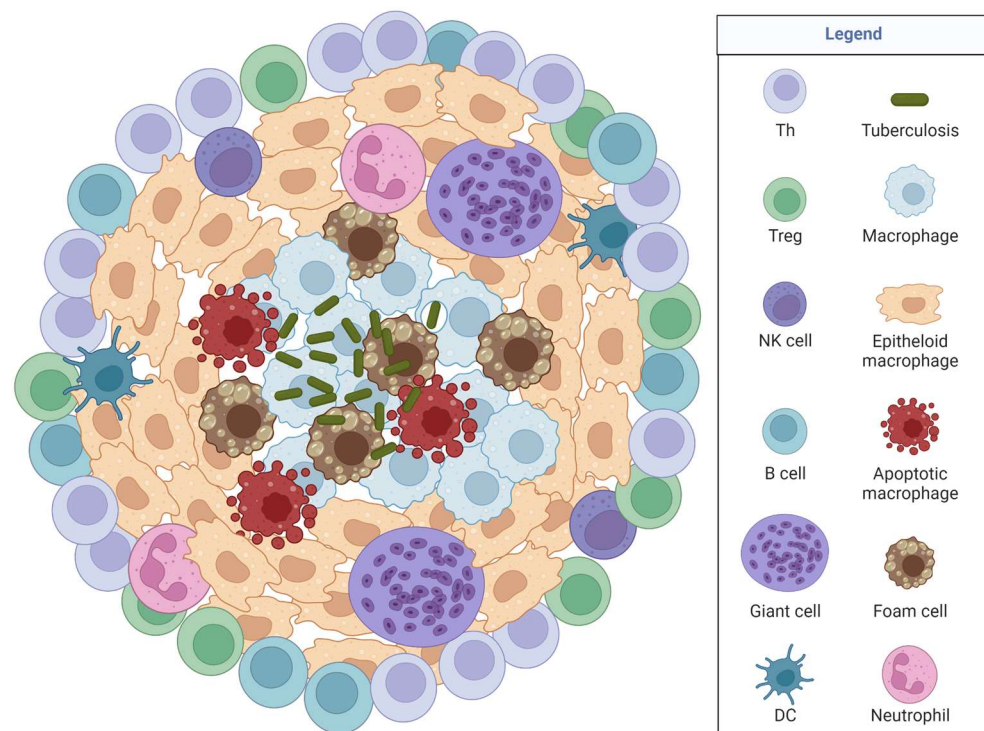 Legend
Th
Tuberculosis
Treg
Macrophage
NK cell
Epitheloid
macrophage
B cell
Apoptotic
macrophage
Giant cell
Foam cell
DC
Neutrophil